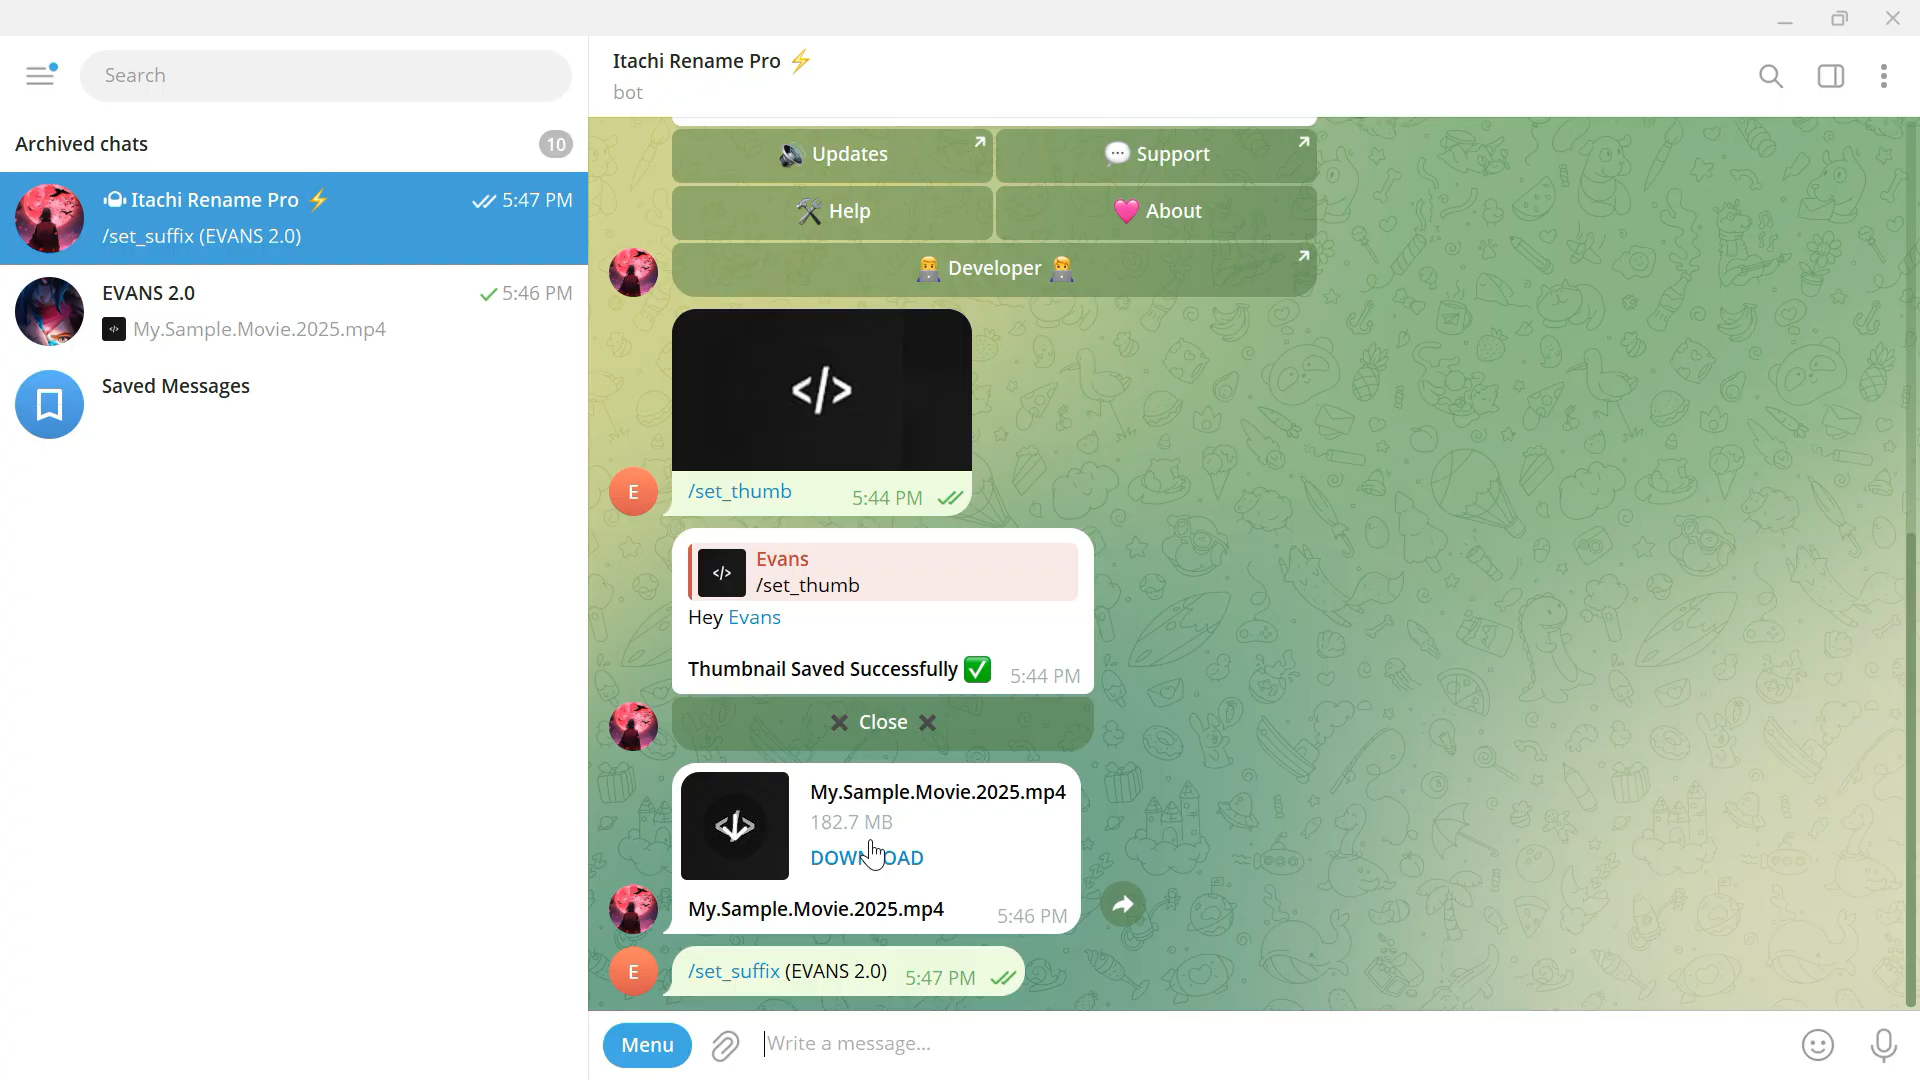 Search
Archived chats
10
Itachi Rename Pro ⚡
5:47 PM
/set_suffix (EVANS 2.0)
EVANS 2.0
5:46 PM
</>
My.Sample.Movie.2025.mp4
Saved Messages
Itachi Rename Pro ⚡
bot
Updates
Support
Help
About
Developer
</>
/set_thumb
5:44 PM
E
</>
Evans
/set_thumb
Hey Evans
Thumbnail Saved Successfully ✅
5:44 PM
✖ Close ✖
My.Sample.Movie.2025.mp4
182.7 MB
DOWNLOAD
My.Sample.Movie.2025.mp4
5:46 PM
E
/set_suffix (EVANS 2.0)
5:47 PM
Menu
Write a message...